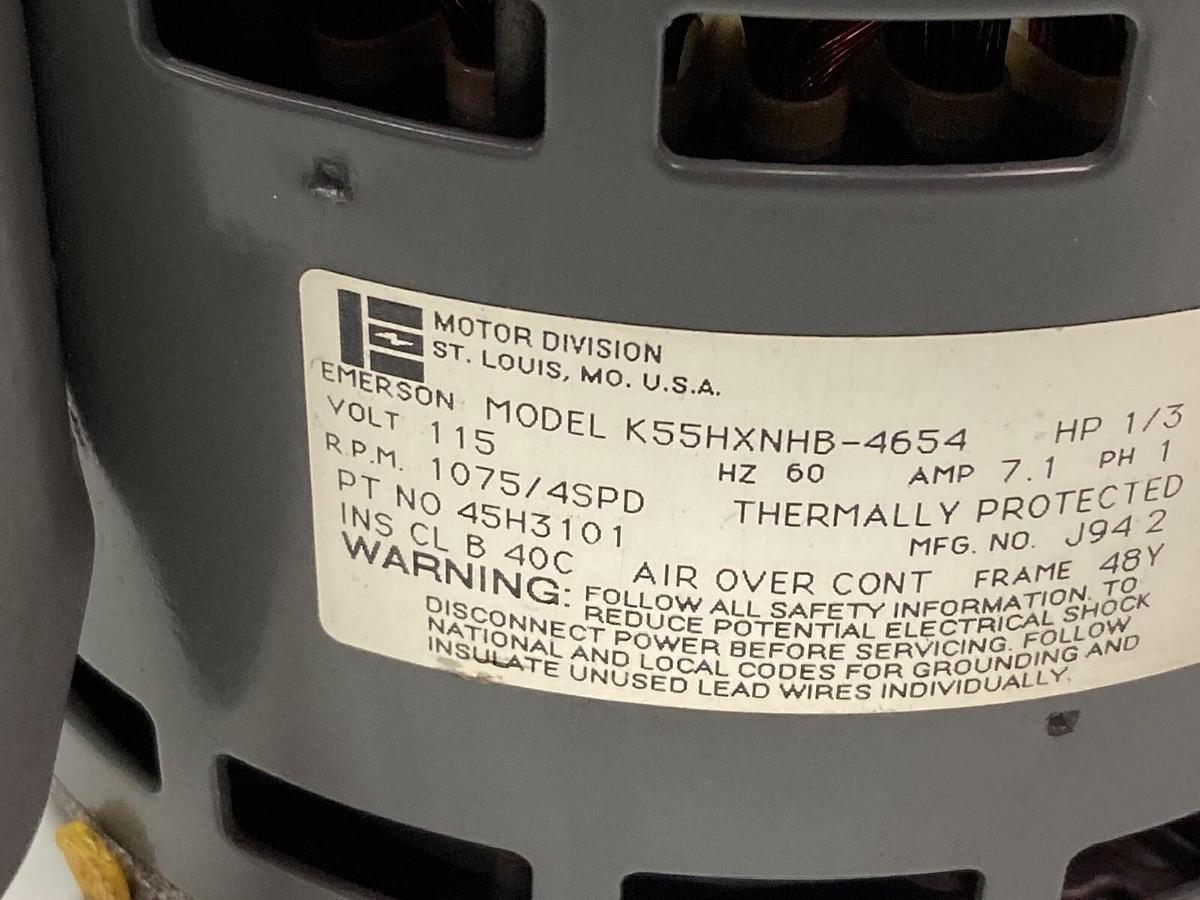 MOTOR DIVISION
ST. LOUIS, MO. U.S.A.
EMERSON MODEL K55HXNHB-4654 HP 1/3
VOLT 115 HZ 60 AMP 7.1 PH 1
R.P.M. 1075/4SPD THERMALLY PROTECTED
PT NO 45H3101 MFG. NO. J94 2
INS CL B 40C AIR OVER CONT FRAME 48Y
WARNING: FOLLOW ALL SAFETY INFORMATION. TO
REDUCE POTENTIAL ELECTRICAL SHOCK
DISCONNECT POWER BEFORE SERVICING. FOLLOW
NATIONAL AND LOCAL CODES FOR GROUNDING AND
INSULATE UNUSED LEAD WIRES INDIVIDUALLY.